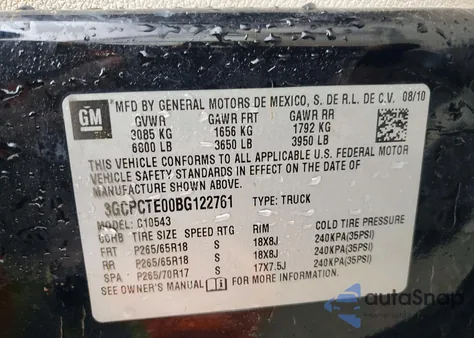 GM
MFD BY GENERAL MOTORS DE MEXICO, S. DE R.L. DE C.V. 08/10
GVWR GAWR FRT GAWR RR
3085 KG 1656 KG 1792 KG
6800 LB 3650 LB 3950 LB
THIS VEHICLE CONFORMS TO ALL APPLICABLE U.S. FEDERAL MOTOR
VEHICLE SAFETY STANDARDS IN EFFECT ON THE DATE OF
MANUFACTURE SHOWN ABOVE.
3GCPCTE00BG122761 TYPE: TRUCK
MODEL: C10543
TIRE SIZE SPEED RTG RIM COLD TIRE PRESSURE
FRT P265/65R18 S 18X8J 240KPA(35PSI)
RR P265/65R18 S 18X8J 240KPA(35PSI)
SPA P265/70R17 S 17X7.5J 240KPA(35PSI)
SEE OWNER'S MANUAL FOR MORE INFORMATION
autoSnap